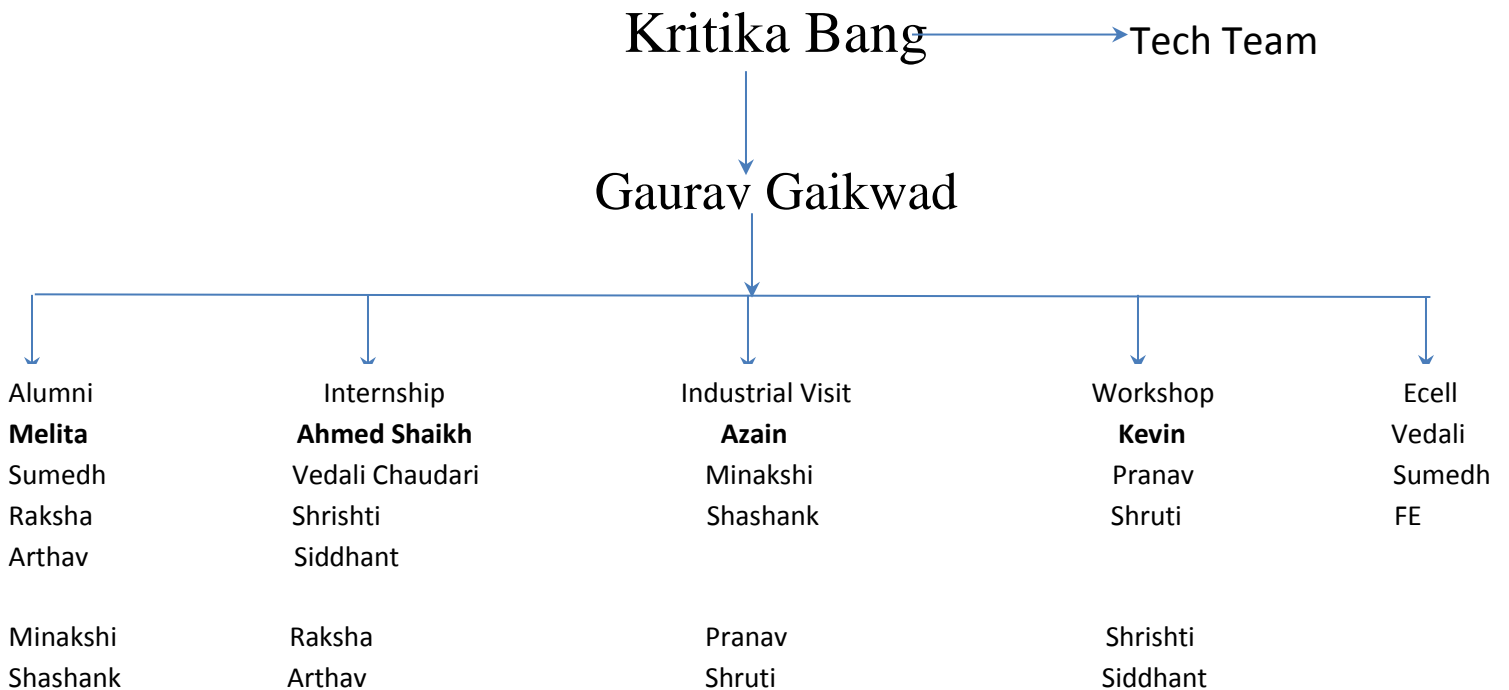 Kritika Bang Tech Team
Gaurav Gaikwad
Alumni Internship Industrial Visit Workshop Ecell
Melita Ahmed Shaikh Azain Kevin Vedali
Sumedh Vedali Chaudari Minakshi Pranav Sumedh
Raksha Shrishti Shashank Shruti FE
Arthav Siddhant
Minakshi Raksha Pranav Shrishti
Shashank Arthav Shruti Siddhant